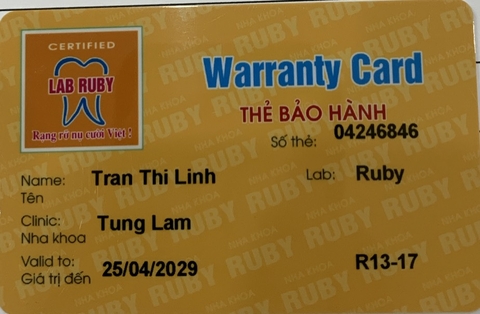 CERTIFIED
LAB RUBY
Rạng rỡ nụ cười Việt !
Warranty Card
THẺ BẢO HÀNH
Số thẻ: 04246846
Name: Tran Thi Linh Lab: Ruby
Tên
Clinic: Tung Lam
Nha khoa
Valid to: 25/04/2029 R13-17
Giá trị đến